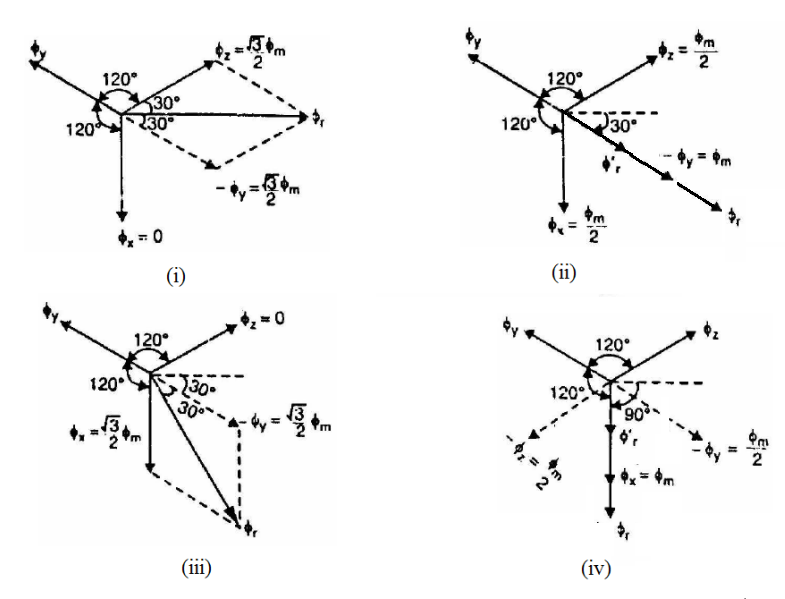 ϕy
ϕz = √3/2 ϕm
120°
30°
120°
30°
ϕr
- ϕy = √3/2 ϕm
ϕx = 0
(i)
ϕy
ϕz = ϕm/2
120°
120°
30°
ϕ'r
- ϕy = ϕm
ϕx = ϕm/2
ϕr
(ii)
ϕy
ϕz = 0
120°
120°
30°
30°
ϕx = √3/2 ϕm
- ϕy = √3/2 ϕm
ϕr
(iii)
ϕy
ϕz
120°
120°
90°
ϕ'r
- ϕz = ϕm/2
- ϕy = ϕm/2
ϕx = ϕm
ϕr
(iv)